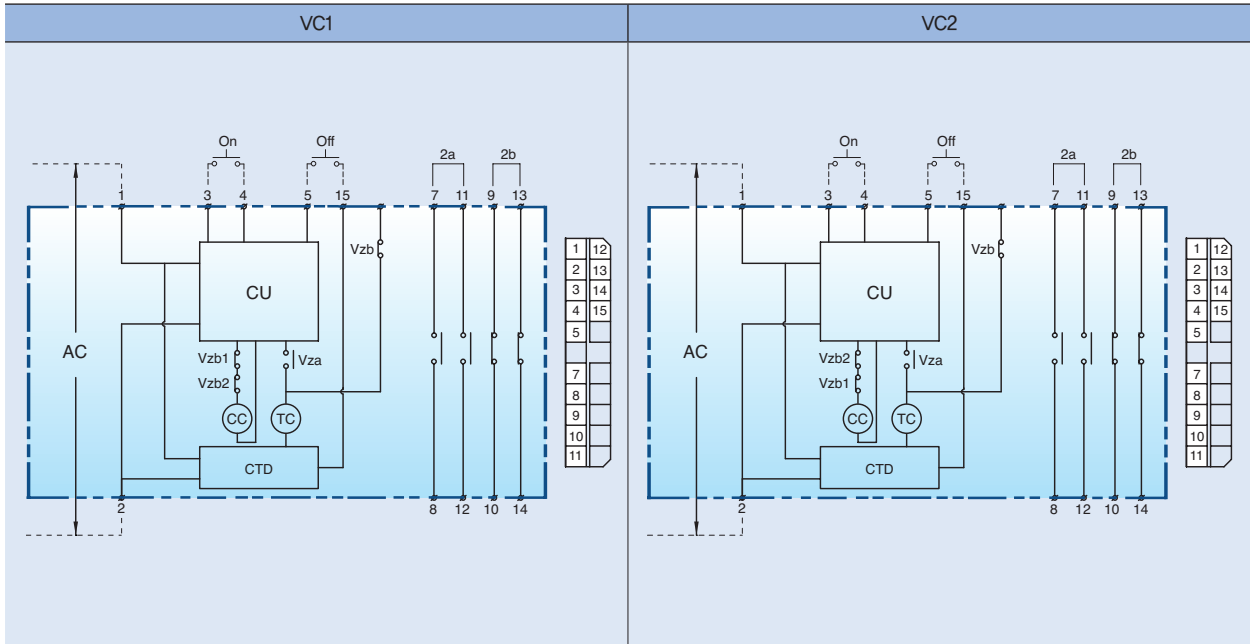 VC1
On Off 2a 2b
1 3 4 5 15 7 11 9 13
Vzb
CU
AC
Vzb1 Vza
Vzb2
CC TC
CTD
2 8 12 10 14
1 12
2 13
3 14
4 15
5
7
8
9
10
11
VC2
On Off 2a 2b
1 3 4 5 15 7 11 9 13
Vzb
CU
AC
Vzb2 Vza
Vzb1
CC TC
CTD
2 8 12 10 14
1 12
2 13
3 14
4 15
5
7
8
9
10
11